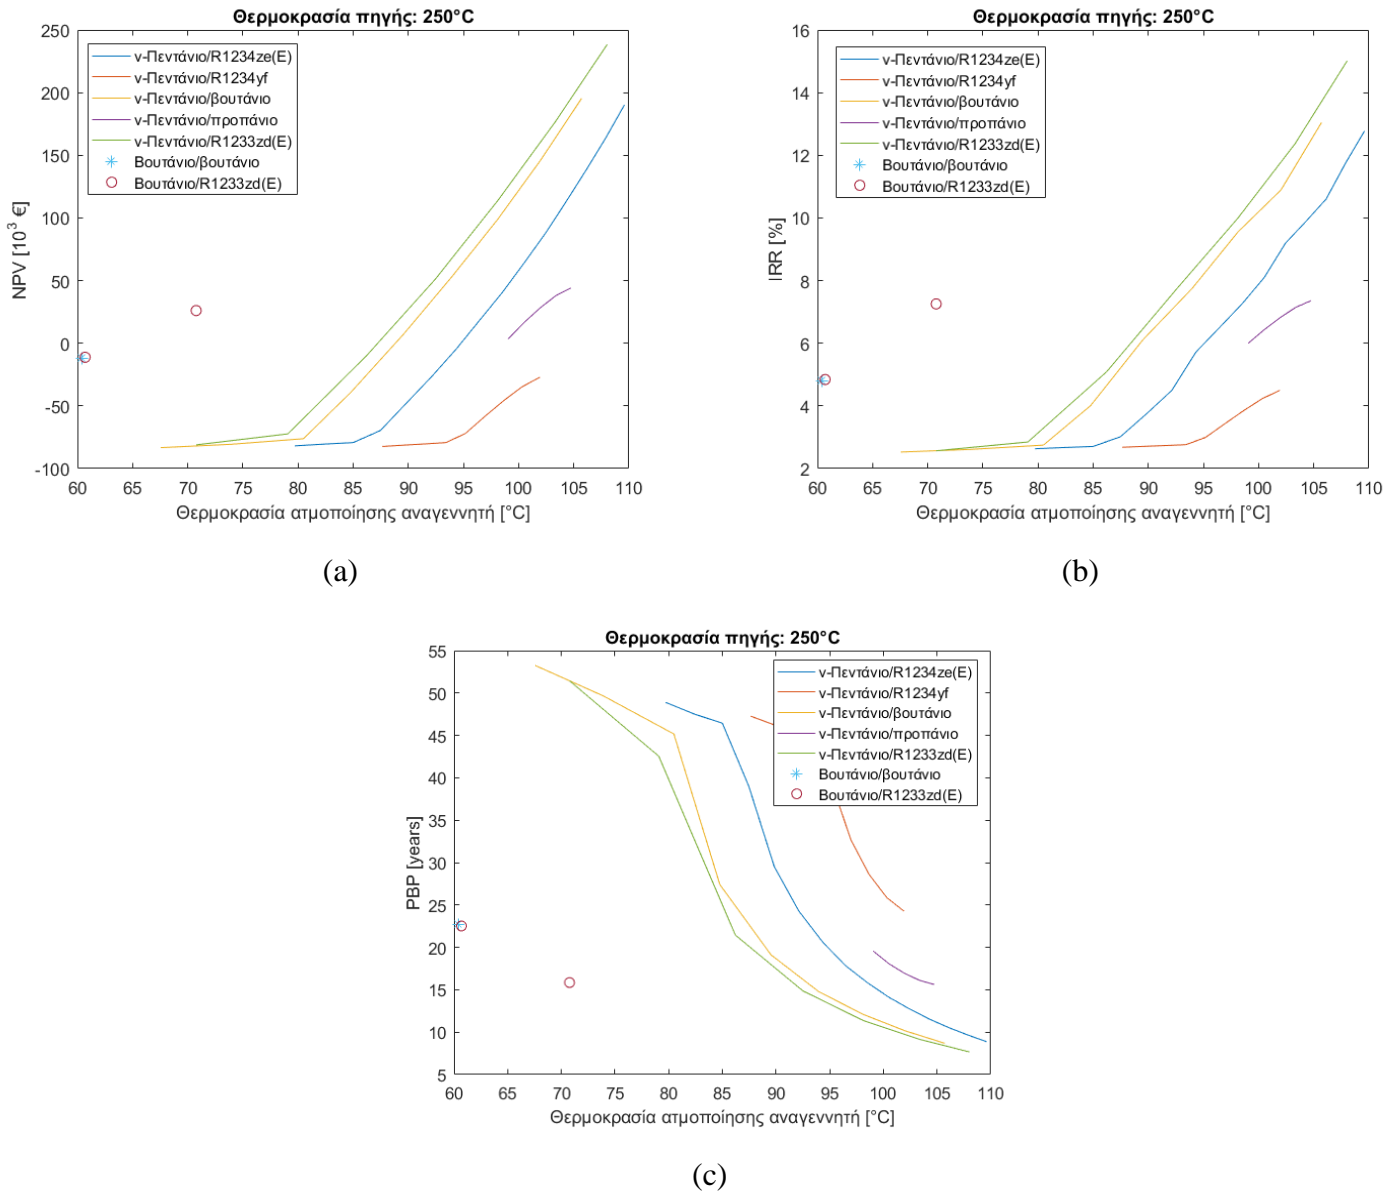 Θερμοκρασία πηγής: 250°C
250
200
150
100
50
0
-50
-100
NPV [10³ €]
ν-Πεντάνιο/R1234ze(E)
ν-Πεντάνιο/R1234yf
ν-Πεντάνιο/βουτάνιο
ν-Πεντάνιο/προπάνιο
ν-Πεντάνιο/R1233zd(E)
Βουτάνιο/βουτάνιο
Βουτάνιο/R1233zd(E)
60 65 70 75 80 85 90 95 100 105 110
Θερμοκρασία ατμοποίησης αναγεννητή [°C]
(a)
Θερμοκρασία πηγής: 250°C
16
14
12
10
8
6
4
2
IRR [%]
ν-Πεντάνιο/R1234ze(E)
ν-Πεντάνιο/R1234yf
ν-Πεντάνιο/βουτάνιο
ν-Πεντάνιο/προπάνιο
ν-Πεντάνιο/R1233zd(E)
Βουτάνιο/βουτάνιο
Βουτάνιο/R1233zd(E)
60 65 70 75 80 85 90 95 100 105 110
Θερμοκρασία ατμοποίησης αναγεννητή [°C]
(b)
Θερμοκρασία πηγής: 250°C
55
50
45
40
35
30
25
20
15
10
5
PBP [years]
ν-Πεντάνιο/R1234ze(E)
ν-Πεντάνιο/R1234yf
ν-Πεντάνιο/βουτάνιο
ν-Πεντάνιο/προπάνιο
ν-Πεντάνιο/R1233zd(E)
Βουτάνιο/βουτάνιο
Βουτάνιο/R1233zd(E)
60 65 70 75 80 85 90 95 100 105 110
Θερμοκρασία ατμοποίησης αναγεννητή [°C]
(c)